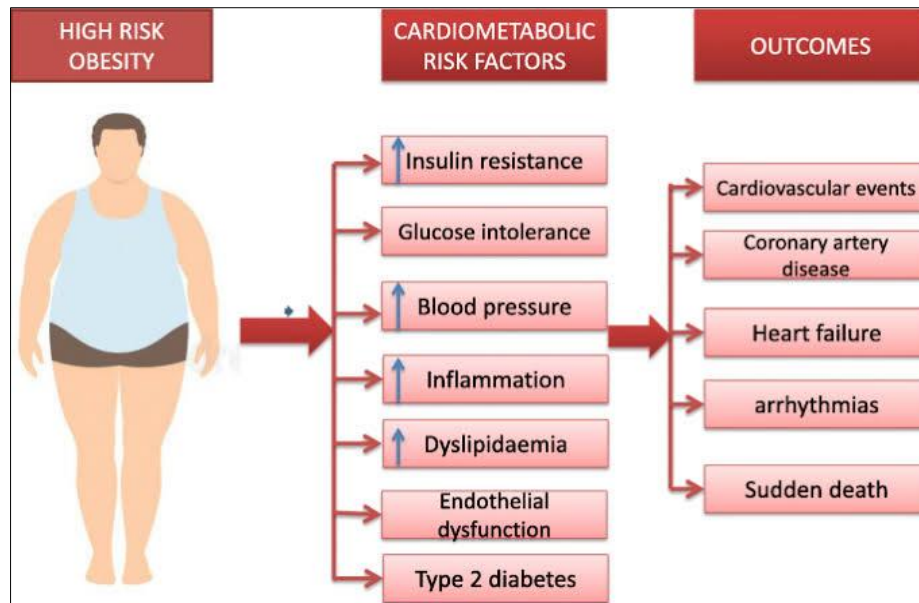 HIGH RISK
OBESITY
CARDIOMETABOLIC
RISK FACTORS
OUTCOMES
Insulin resistance
Glucose intolerance
Blood pressure
Inflammation
Dyslipidaemia
Endothelial
dysfunction
Type 2 diabetes
Cardiovascular events
Coronary artery
disease
Heart failure
arrhythmias
Sudden death